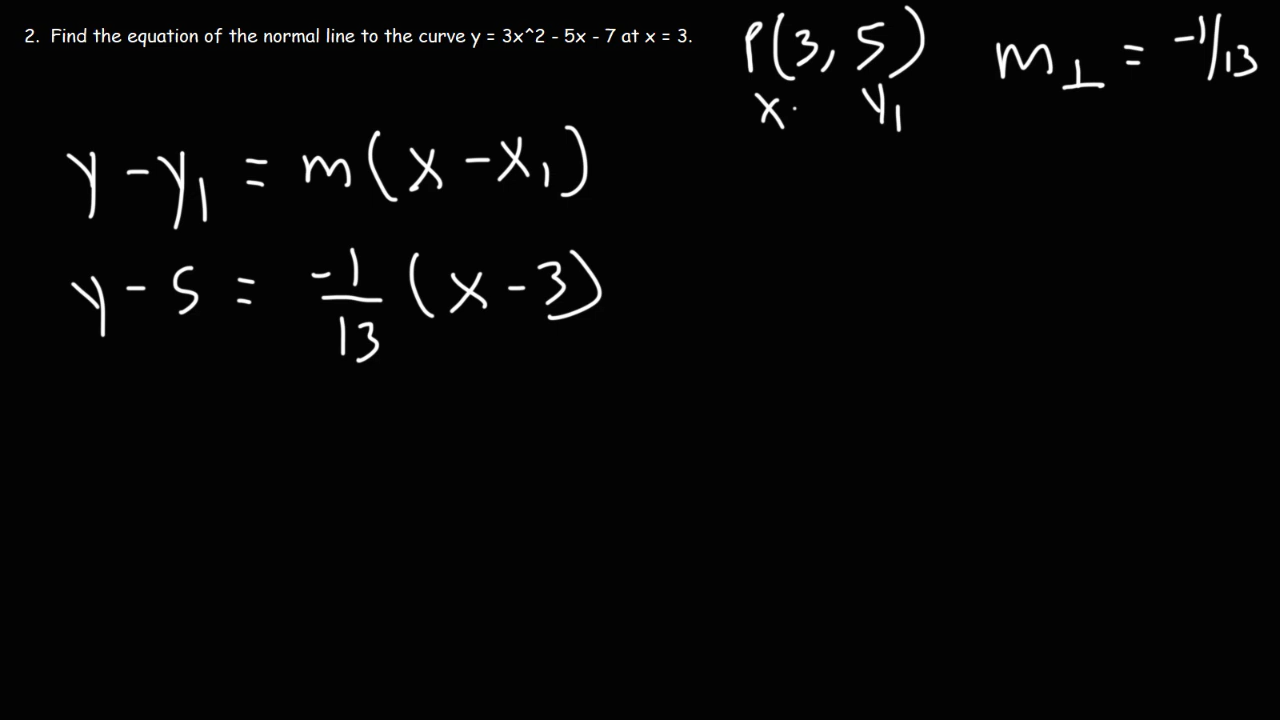 2. Find the equation of the normal line to the curve y = 3x^2 - 5x - 7 at x = 3.
P(3, 5) m⊥ = -1/13
x. y1
y - y1 = m(x - x1)
y - 5 = -1/13 (x - 3)